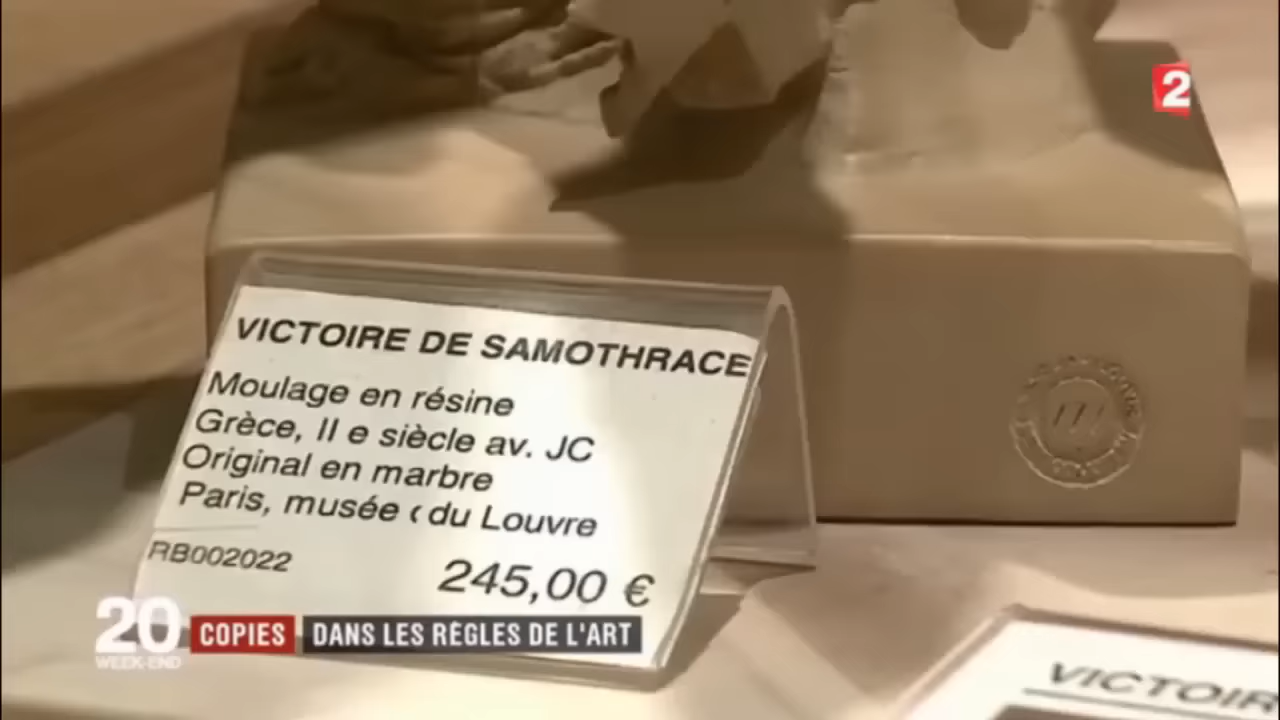 2
VICTOIRE DE SAMOTHRACE
Moulage en résine
Grèce, II e siècle av. JC
Original en marbre
Paris, musée ‹ du Louvre
RB002022
245,00 €
20
WEEK-END
COPIES
DANS LES RÈGLES DE L'ART
VICTOIR